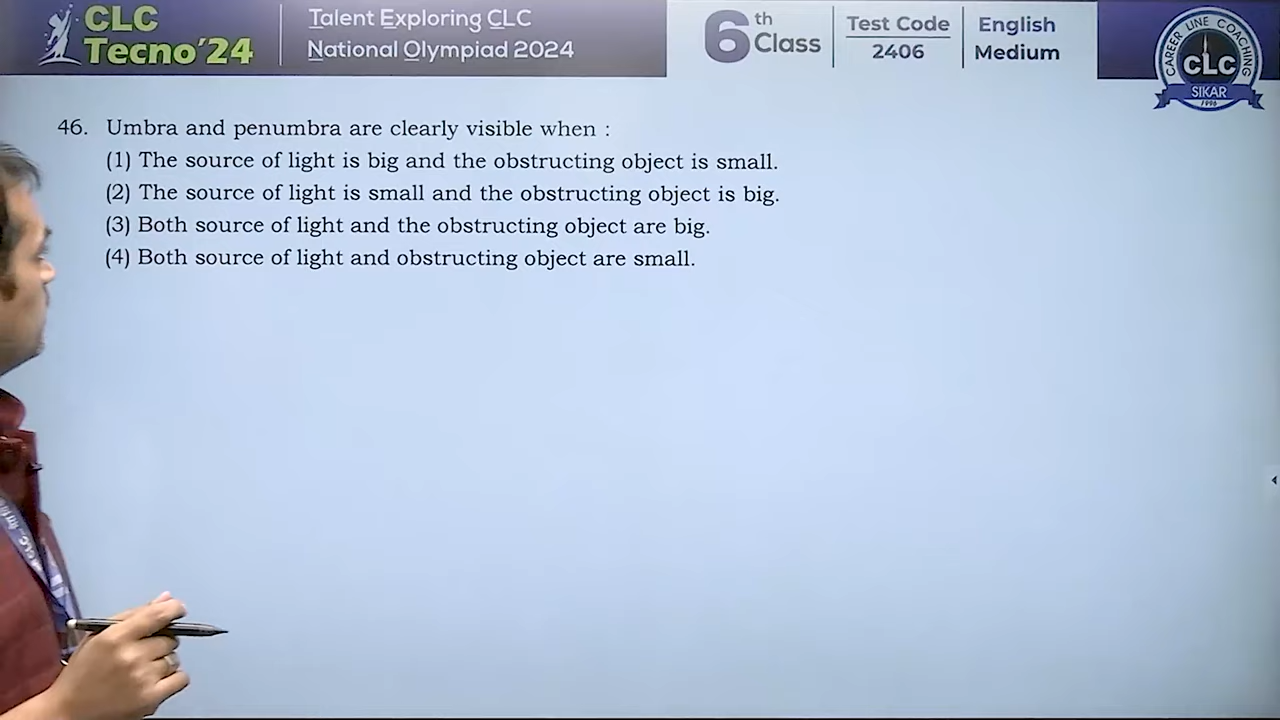 CLC
Tecno'24
Talent Exploring CLC
National Olympiad 2024
6th Class
Test Code
2406
English
Medium
CAREER LINE COACHING
CLC
SIKAR
1996
46. Umbra and penumbra are clearly visible when :
(1) The source of light is big and the obstructing object is small.
(2) The source of light is small and the obstructing object is big.
(3) Both source of light and the obstructing object are big.
(4) Both source of light and obstructing object are small.